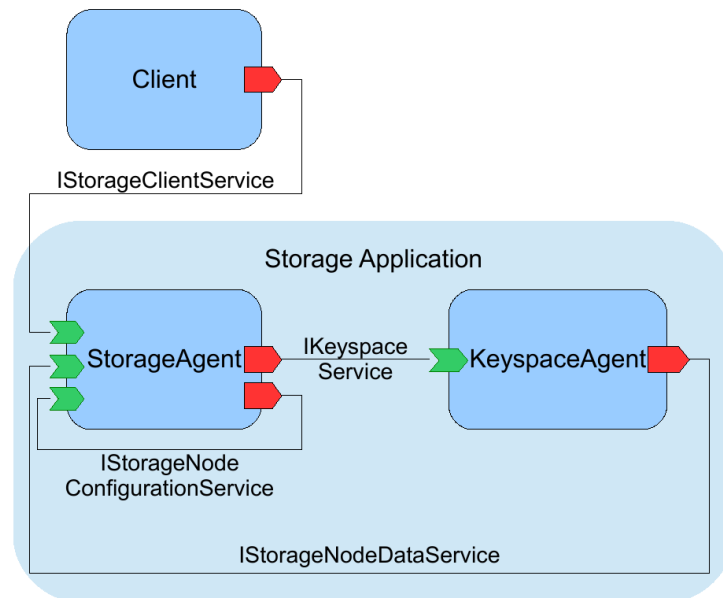 Client
IStorageClientService
Storage Application
StorageAgent
IKeyspace
Service
KeyspaceAgent
IStorageNode
ConfigurationService
IStorageNodeDataService